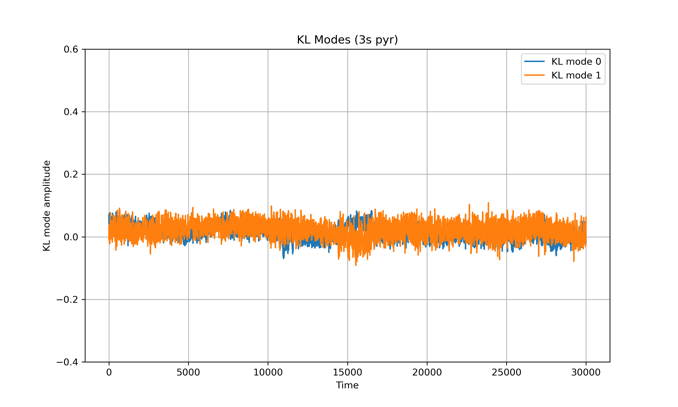 KL Modes (3s pyr)
KL mode 0
KL mode 1
0.6
0.4
0.2
0.0
−0.2
−0.4
KL mode amplitude
0 5000 10000 15000 20000 25000 30000
Time